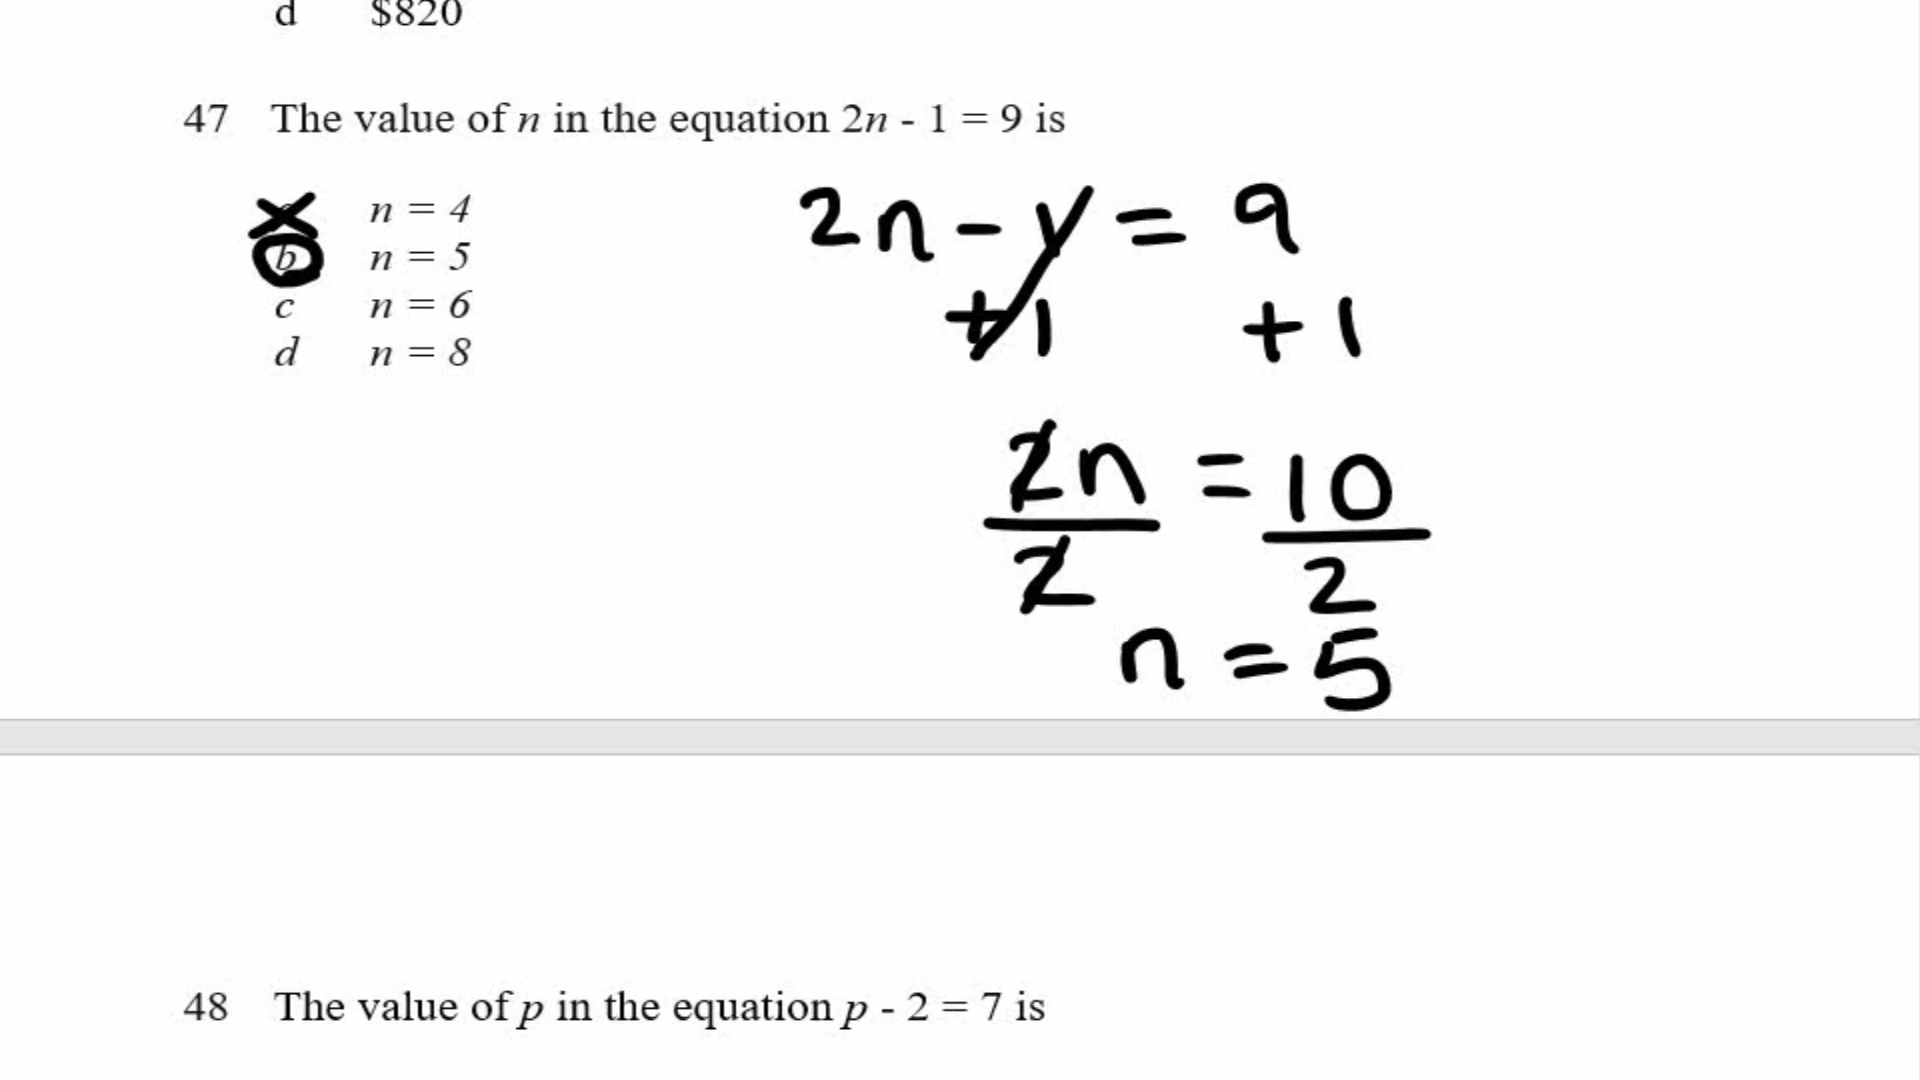 d $820
47 The value of n in the equation 2n - 1 = 9 is
n = 4
b n = 5
c n = 6
d n = 8
2n - 1 = 9
+1 +1
2n = 10
2 2
n = 5
48 The value of p in the equation p - 2 = 7 is